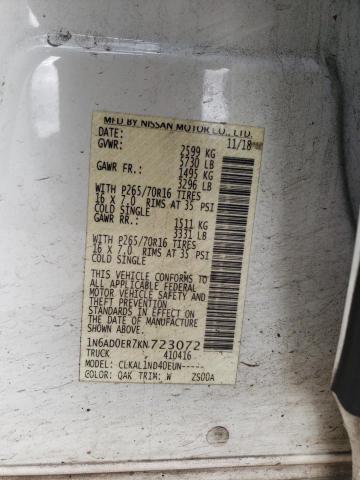 MFD BY NISSAN MOTOR CO., LTD.
DATE: 11/18
GVWR: 2599 KG
5730 LB
GAWR FR.: 1495 KG
3296 LB
WITH P265/70R16 TIRES
16 X 7.0 RIMS AT 35 PSI
COLD SINGLE
GAWR RR.: 1511 KG
3331 LB
WITH P265/70R16 TIRES
16 X 7.0 RIMS AT 35 PSI
COLD SINGLE
THIS VEHICLE CONFORMS TO
ALL APPLICABLE FEDERAL
MOTOR VEHICLE SAFETY AND
THEFT PREVENTION
STANDARDS IN EFFECT ON
THE DATE OF MANUFACTURE
SHOWN ABOVE.
1N6AD0ER7KN723072
TRUCK 410416
MODEL: CLKAL1ND40EUN-----
COLOR: QAK TRIM: W ZS00A